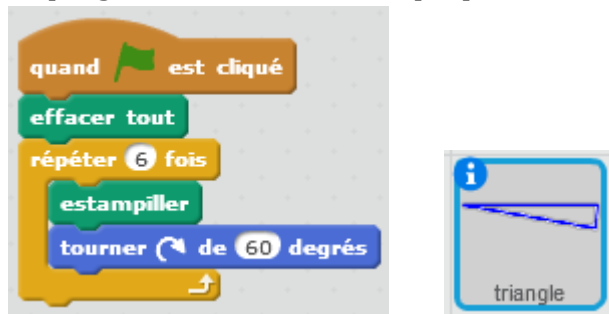 quand est cliqué
effacer tout
répéter 6 fois
estampiller
tourner de 60 degrés
i
triangle